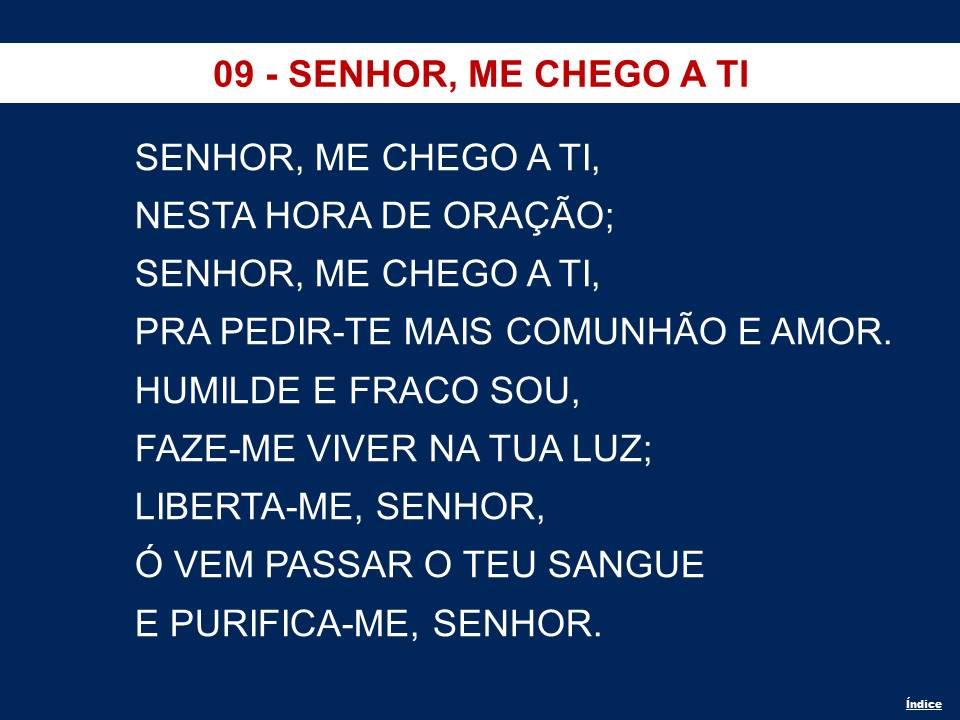 09 - SENHOR, ME CHEGO A TI
SENHOR, ME CHEGO A TI,
NESTA HORA DE ORAÇÃO;
SENHOR, ME CHEGO A TI,
PRA PEDIR-TE MAIS COMUNHÃO E AMOR.
HUMILDE E FRACO SOU,
FAZE-ME VIVER NA TUA LUZ;
LIBERTA-ME, SENHOR,
Ó VEM PASSAR O TEU SANGUE
E PURIFICA-ME, SENHOR.
Índice